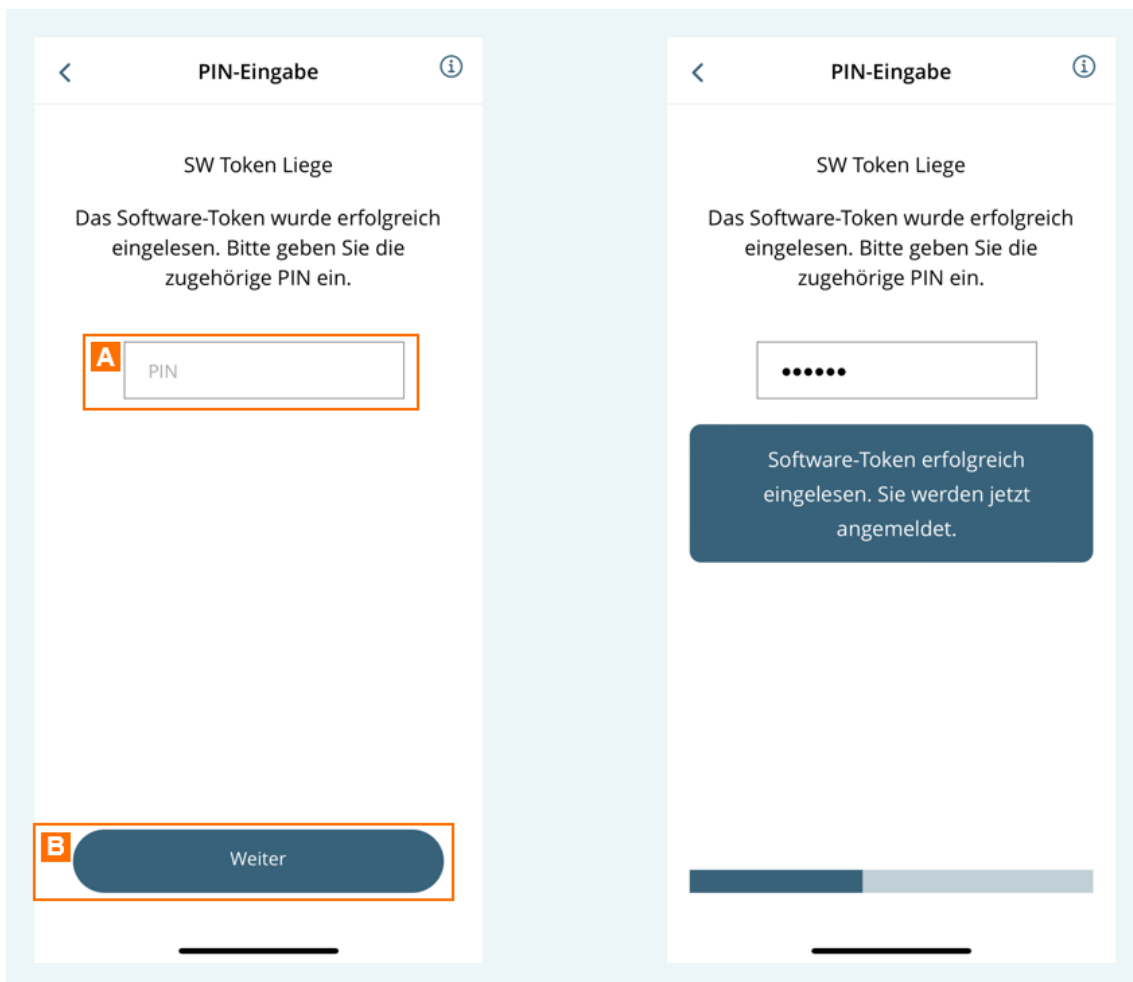 PIN-Eingabe
SW Token Liege
Das Software-Token wurde erfolgreich
eingelesen. Bitte geben Sie die
zugehörige PIN ein.
A
PIN
B
Weiter
PIN-Eingabe
SW Token Liege
Das Software-Token wurde erfolgreich
eingelesen. Bitte geben Sie die
zugehörige PIN ein.
••••••
Software-Token erfolgreich
eingelesen. Sie werden jetzt
angemeldet.